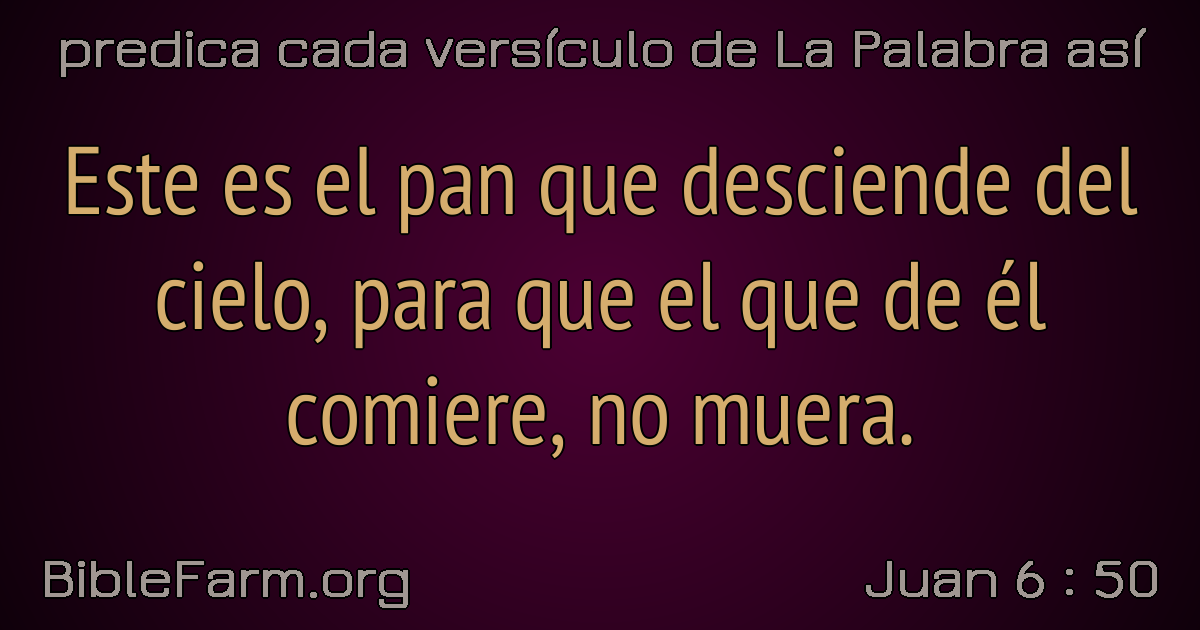 predica cada versículo de La Palabra así
Este es el pan que desciende del
cielo, para que el que de él
comiere, no muera.
BibleFarm.org
Juan 6 : 50